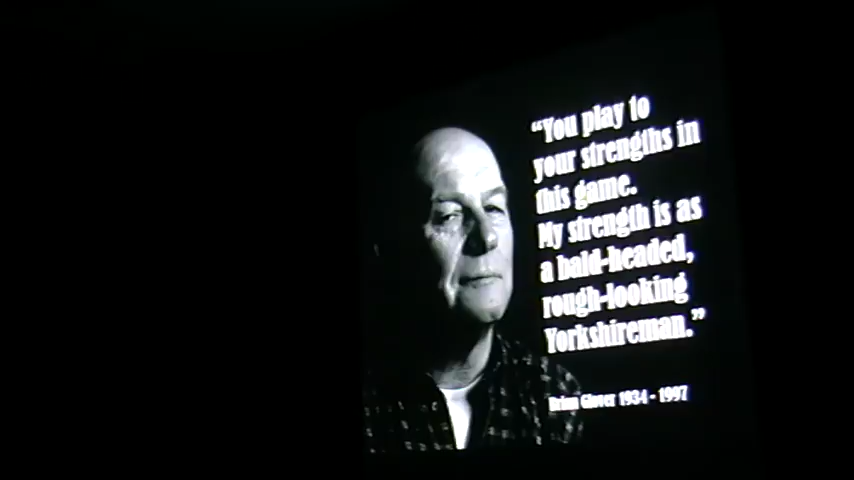 “You play to
your strengths in
this game.
My strength is as
a bald-headed,
rough-looking
Yorkshireman.”
Brian Glover 1934 - 1997